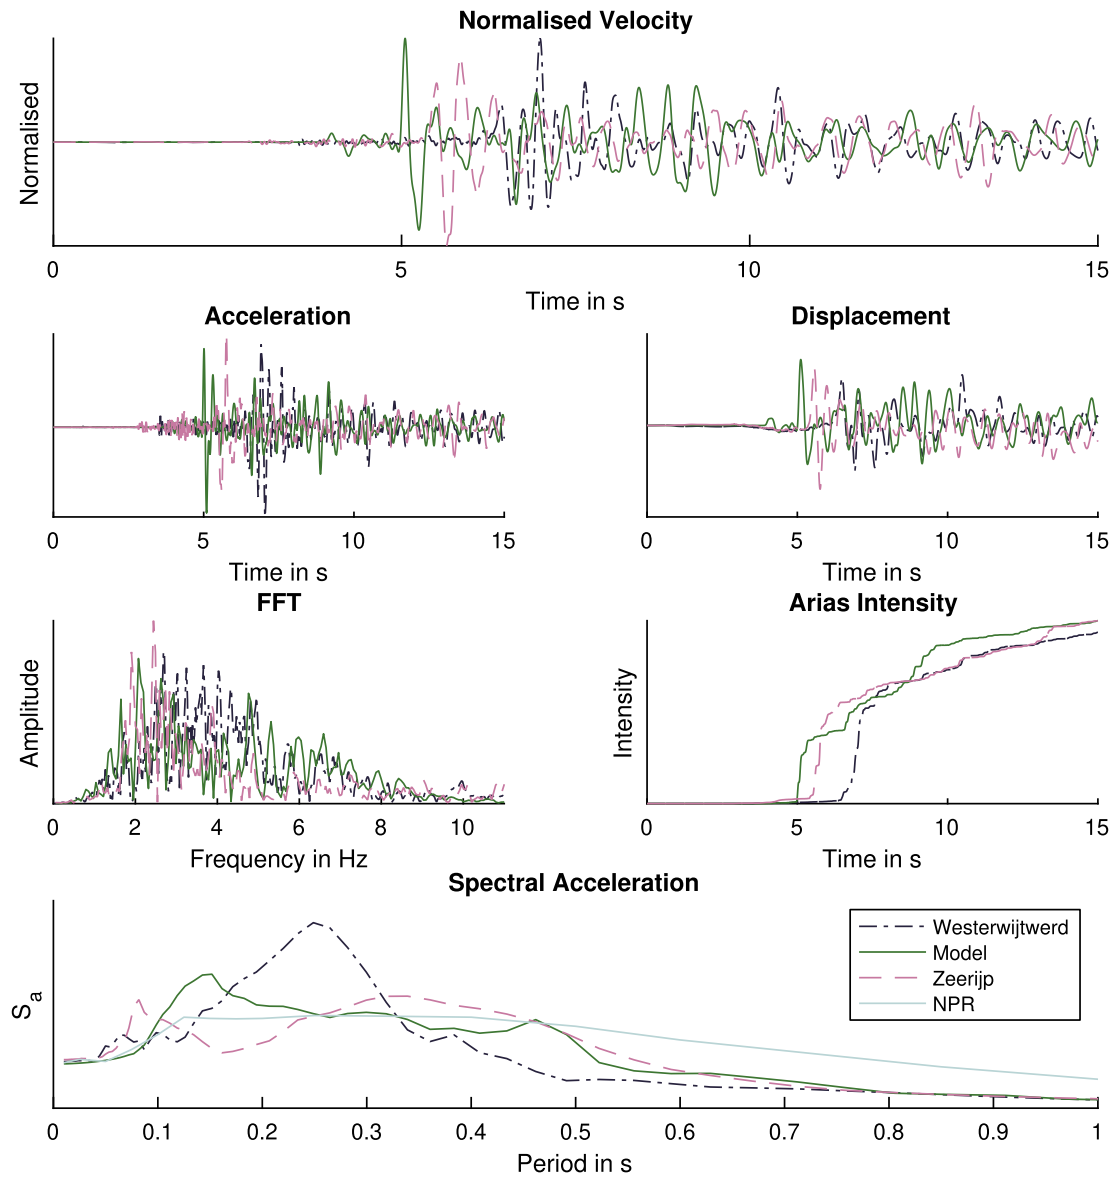 Normalised Velocity
Normalised
0 5 10 15
Time in s
Acceleration Displacement
0 5 10 15 0 5 10 15
Time in s Time in s
FFT Arias Intensity
Amplitude Intensity
0 2 4 6 8 10 0 5 10 15
Frequency in Hz Time in s
Spectral Acceleration
Westerwijtwerd
Model
Zeerijp
NPR
Sa
0 0.1 0.2 0.3 0.4 0.5 0.6 0.7 0.8 0.9 1
Period in s